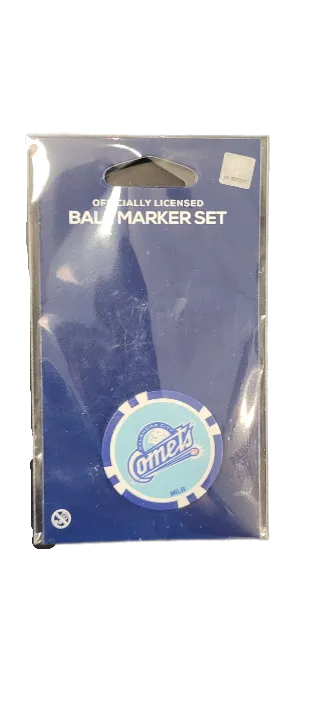 OFFICIALLY LICENSED
BALL MARKER SET
Comets
MiLB